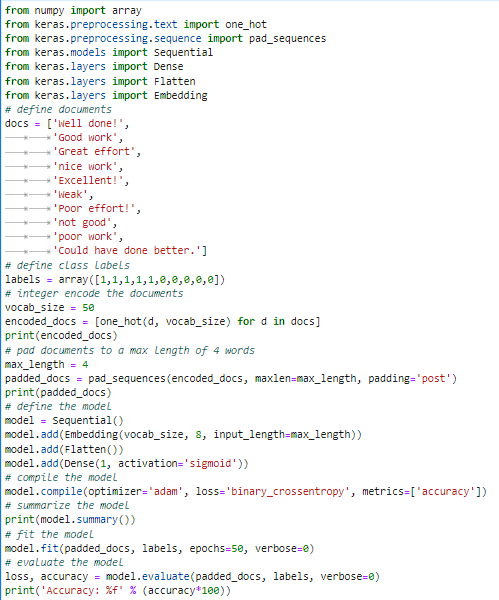 from numpy import array
from keras.preprocessing.text import one_hot
from keras.preprocessing.sequence import pad_sequences
from keras.models import Sequential
from keras.layers import Dense
from keras.layers import Flatten
from keras.layers import Embedding
# define documents
docs = ['Well done!',
'Good work',
'Great effort',
'nice work',
'Excellent!',
'Weak',
'Poor effort!',
'not good',
'poor work',
'Could have done better.']
# define class labels
labels = array([1,1,1,1,1,0,0,0,0,0])
# integer encode the documents
vocab_size = 50
encoded_docs = [one_hot(d, vocab_size) for d in docs]
print(encoded_docs)
# pad documents to a max length of 4 words
max_length = 4
padded_docs = pad_sequences(encoded_docs, maxlen=max_length, padding='post')
print(padded_docs)
# define the model
model = Sequential()
model.add(Embedding(vocab_size, 8, input_length=max_length))
model.add(Flatten())
model.add(Dense(1, activation='sigmoid'))
# compile the model
model.compile(optimizer='adam', loss='binary_crossentropy', metrics=['accuracy'])
# summarize the model
print(model.summary())
# fit the model
model.fit(padded_docs, labels, epochs=50, verbose=0)
# evaluate the model
loss, accuracy = model.evaluate(padded_docs, labels, verbose=0)
print('Accuracy: %f' % (accuracy*100))